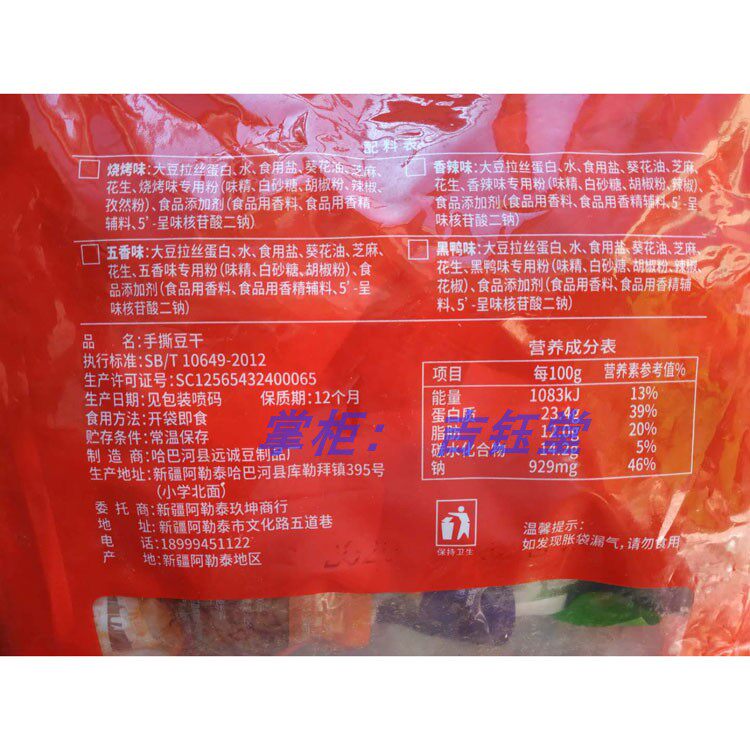 配料表
烧烤味:大豆拉丝蛋白、水、食用盐、葵花油、芝麻、
花生、烧烤味专用粉(味精、白砂糖、胡椒粉、辣椒、
孜然粉)、食品添加剂(食品用香料、食品用香精
辅料、5'-呈味核苷酸二钠)
香辣味:大豆拉丝蛋白、水、食用盐、葵花油、芝麻、
花生、香辣味专用粉(味精、白砂糖、胡椒粉、辣椒)、
食品添加剂(食品用香料、食品用香精辅料、
5'-呈味核苷酸二钠)
五香味:大豆拉丝蛋白、水、食用盐、葵花油、芝麻、
花生、五香味专用粉(味精、白砂糖、胡椒粉)、食
品添加剂(食品用香料、食品用香精辅料、5'-呈
味核苷酸二钠)
黑鸭味:大豆拉丝蛋白、水、食用盐、葵花油、芝麻、
花生、黑鸭味专用粉(味精、白砂糖、胡椒粉、辣椒、
花椒)、食品添加剂(食品用香料、食品用香精辅
料、5'-呈味核苷酸二钠)
品 名:手撕豆干
执行标准:SB/T 10649-2012
生产许可证号:SC12565432400065
生产日期:见包装喷码 保质期:12个月
食用方法:开袋即食
贮存条件:常温保存
制 造 商:哈巴河县远诚豆制品厂
生产地址:新疆阿勒泰哈巴河县库勒拜镇395号
(小学北面)
委 托 商:新疆阿勒泰玖坤商行
地 址:新疆阿勒泰市文化路五道巷
电 话:18999451122
产 地:新疆阿勒泰地区
营养成分表
项目 每100g 营养素参考值%
能量 1083kJ 13%
蛋白质 23.4g 39%
脂肪 12.0g 20%
碳水化合物 14.2g 5%
钠 929mg 46%
掌柜:吉钰堂
保持卫生
温馨提示:
如发现胀袋漏气,请勿食用